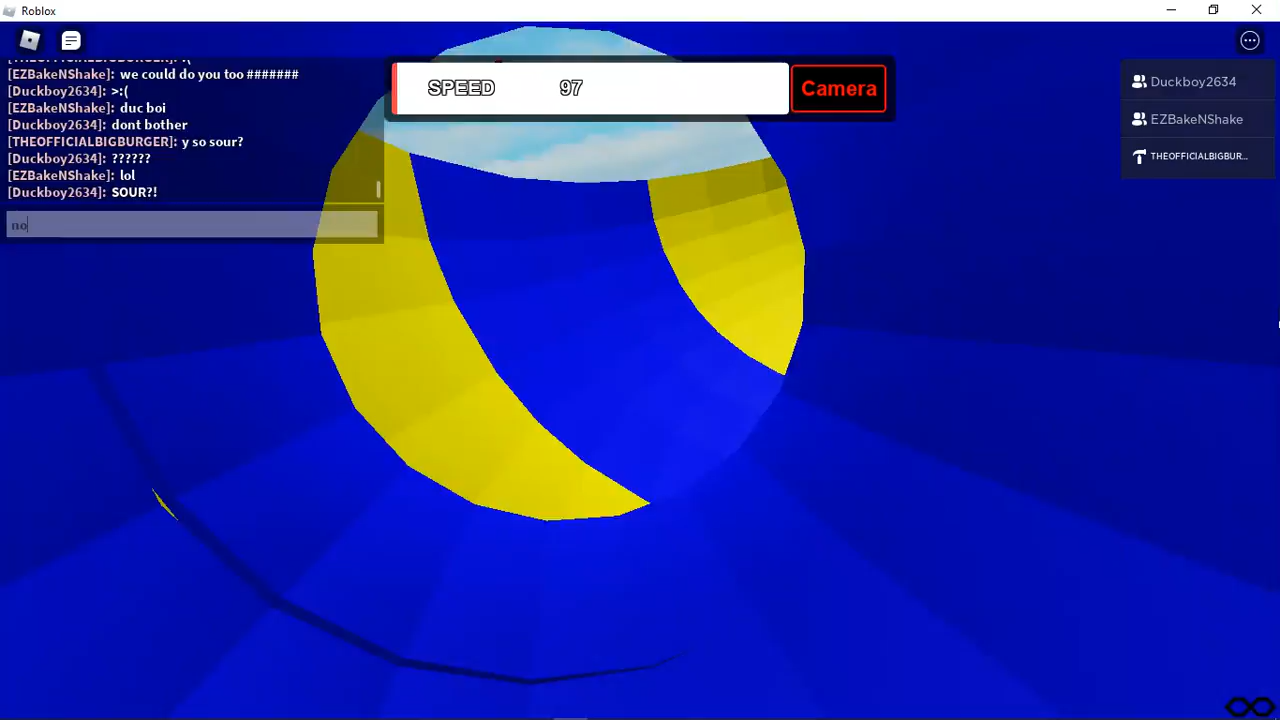 Roblox
[EZBakeNShake]: we could do you too #######
[Duckboy2634]: >:(
[EZBakeNShake]: duc boi
[Duckboy2634]: dont bother
[THEOFFICIALBIGBURGER]: y so sour?
[Duckboy2634]: ??????
[EZBakeNShake]: lol
[Duckboy2634]: SOUR?!
no
SPEED 97
Camera
Duckboy2634
EZBakeNShake
THEOFFICIALBIGBUR...